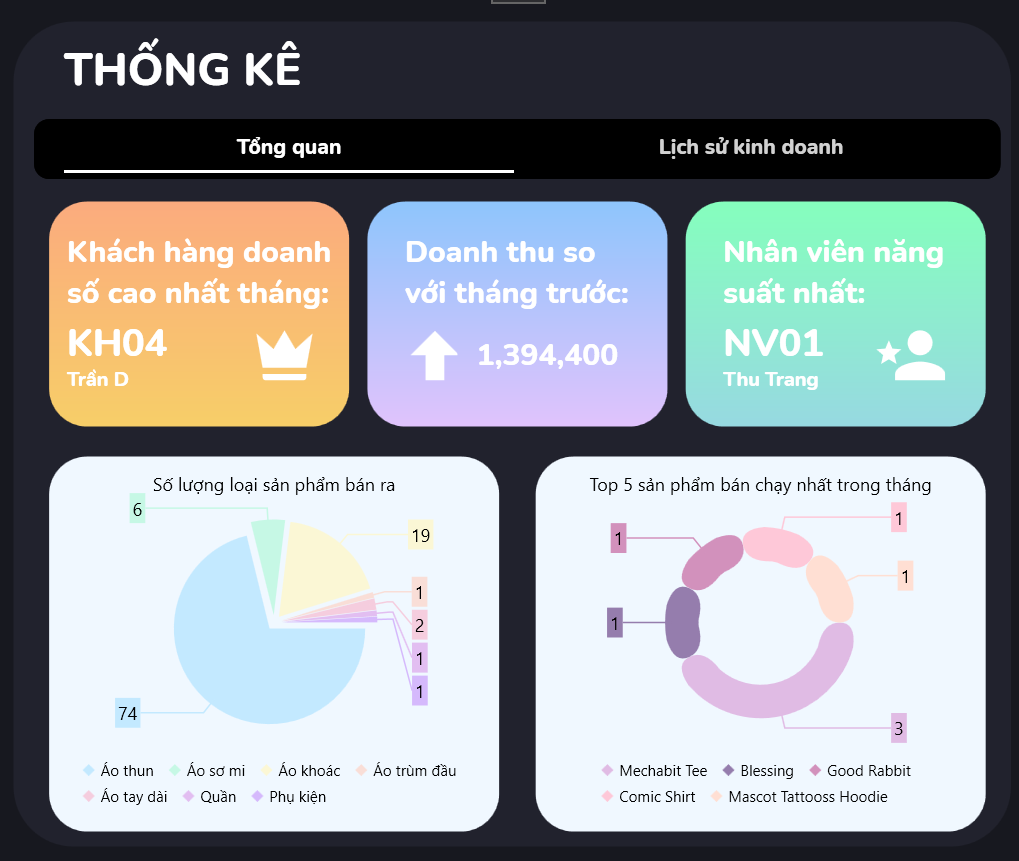 THỐNG KÊ
Tổng quan
Lịch sử kinh doanh
Khách hàng doanh
số cao nhất tháng:
KH04
Trần D
Doanh thu so
với tháng trước:
1,394,400
Nhân viên năng
suất nhất:
NV01
Thu Trang
Số lượng loại sản phẩm bán ra
6
19
1
2
1
1
74
Áo thun
Áo sơ mi
Áo khoác
Áo trùm đầu
Áo tay dài
Quần
Phụ kiện
Top 5 sản phẩm bán chạy nhất trong tháng
1
1
1
1
3
Mechabit Tee
Blessing
Good Rabbit
Comic Shirt
Mascot Tattooss Hoodie